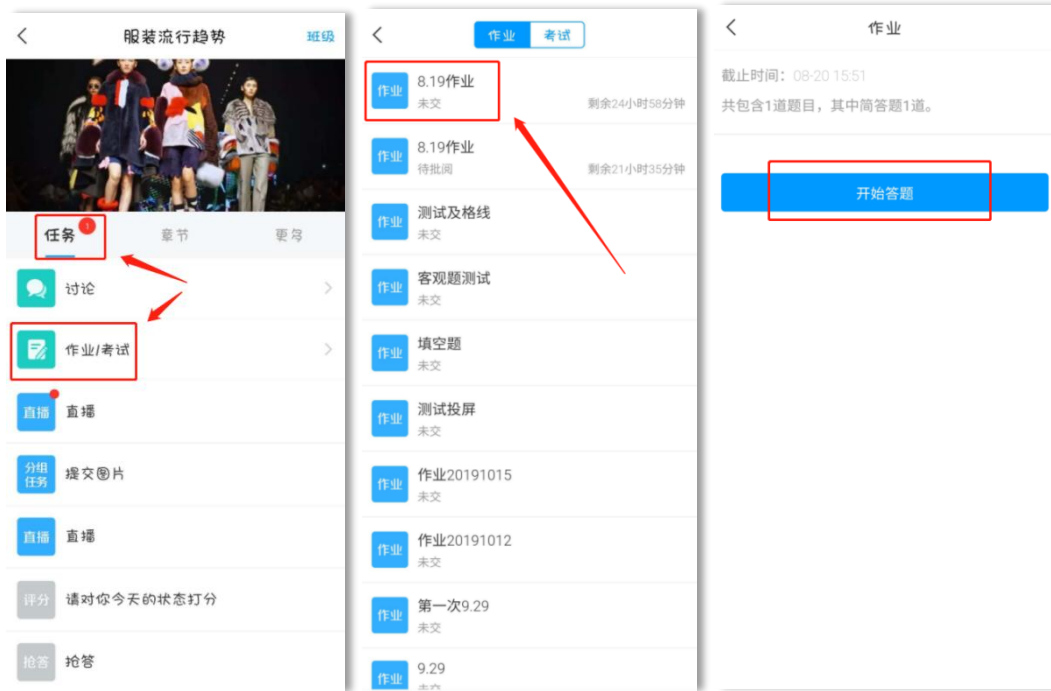 服装流行趋势
班级
任务
1
章节
更多
讨论
作业/考试
直播
直播
分组
任务
提交图片
直播
直播
评分
请对你今天的状态打分
抢答
抢答
作业
考试
作业
8.19作业
未交
剩余24小时58分钟
作业
8.19作业
待批阅
剩余21小时35分钟
作业
测试及格线
未交
作业
客观题测试
未交
作业
填空题
未交
作业
测试投屏
未交
作业
作业20191015
未交
作业
作业20191012
未交
作业
第一次9.29
未交
作业
9.29
未交
作业
截止时间：08-20 15:51
共包含1道题目，其中简答题1道。
开始答题